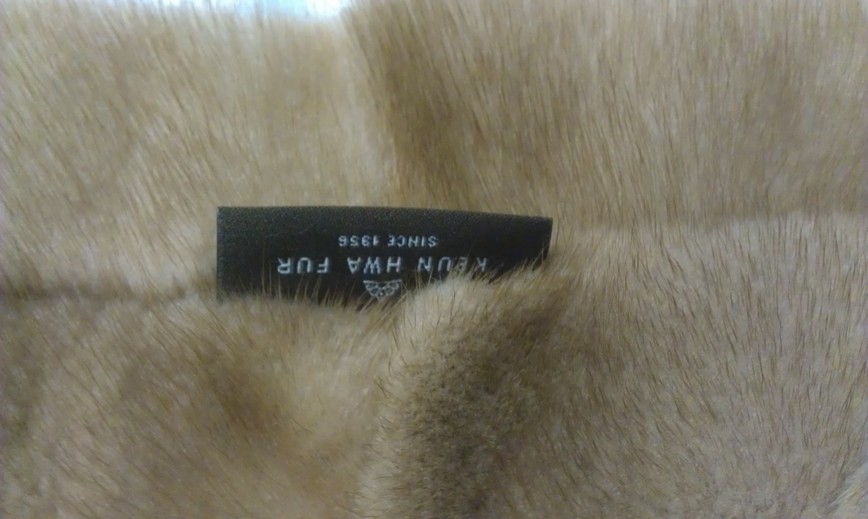 KEUN HWA FUR
SINCE 1956